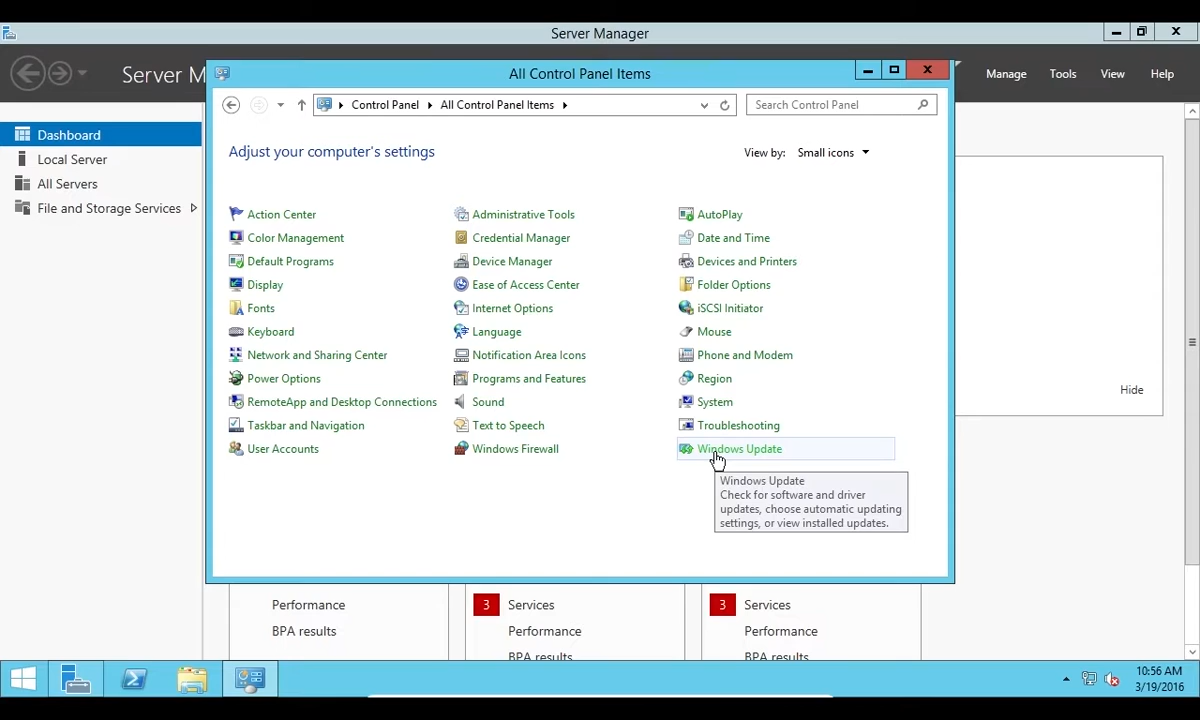 Server Manager
Server M
Manage
Tools
View
Help
All Control Panel Items
Control Panel
All Control Panel Items
Search Control Panel
Dashboard
Local Server
All Servers
File and Storage Services
Adjust your computer's settings
View by:
Small icons
Action Center
Administrative Tools
AutoPlay
Color Management
Credential Manager
Date and Time
Default Programs
Device Manager
Devices and Printers
Display
Ease of Access Center
Folder Options
Fonts
Internet Options
iSCSI Initiator
Keyboard
Language
Mouse
Network and Sharing Center
Notification Area Icons
Phone and Modem
Power Options
Programs and Features
Region
RemoteApp and Desktop Connections
Sound
System
Taskbar and Navigation
Text to Speech
Troubleshooting
User Accounts
Windows Firewall
Windows Update
Windows Update
Check for software and driver
updates, choose automatic updating
settings, or view installed updates.
Hide
Performance
3 Services
3 Services
BPA results
Performance
Performance
BPA results
BPA results
10:56 AM
3/19/2016